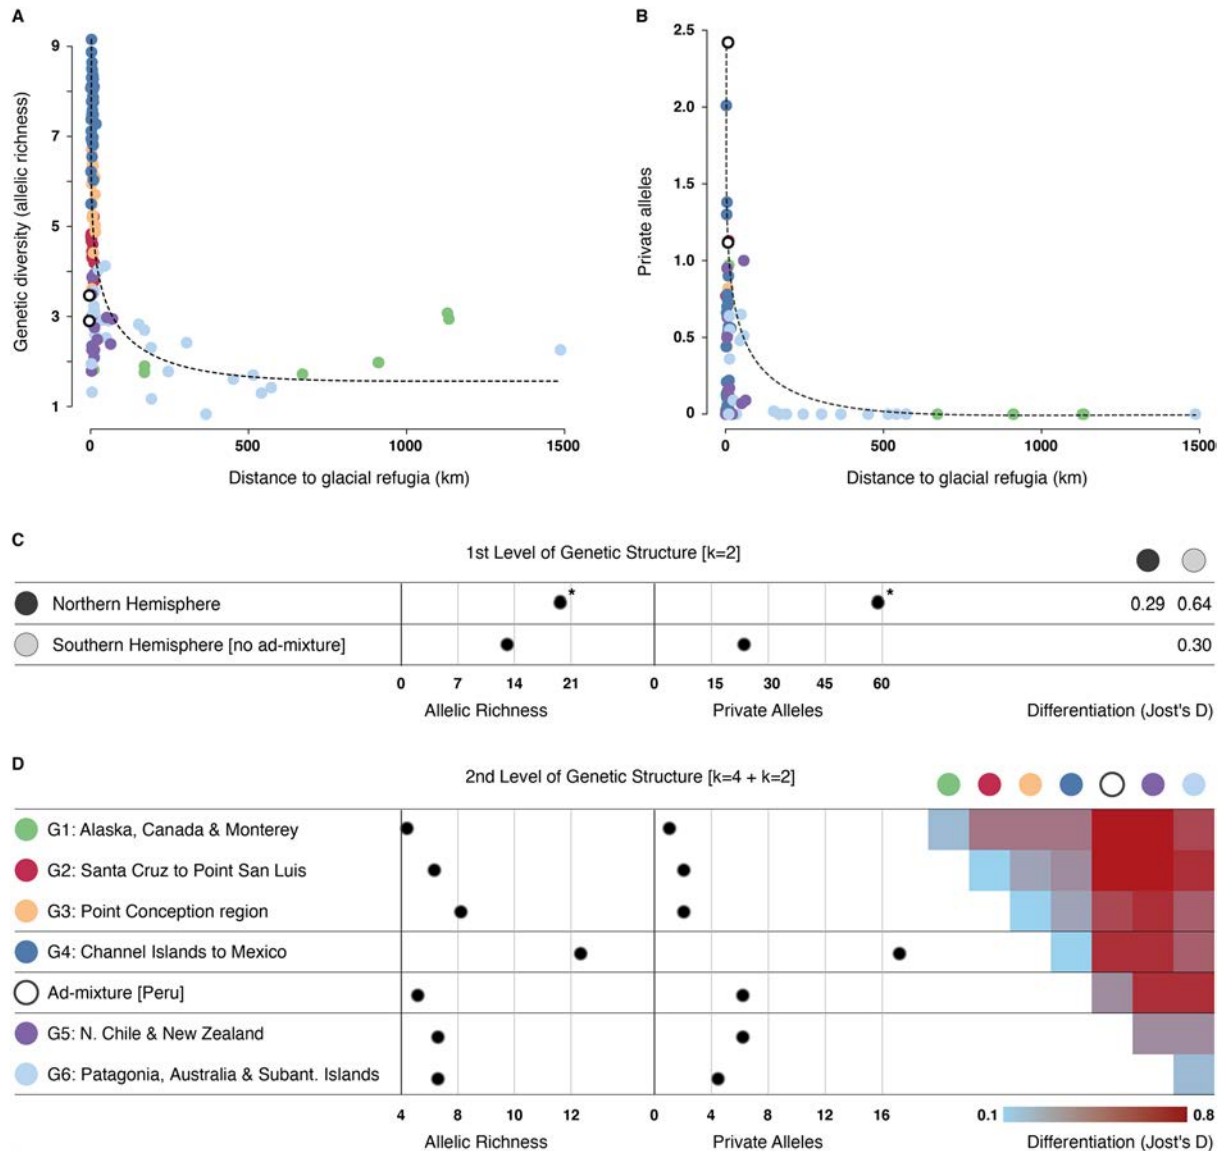 A
B
9
7
5
3
1
Genetic diversity (allelic richness)
0
500
1000
1500
Distance to glacial refugia (km)
2.5
2.0
1.5
1.0
0.5
0
Private alleles
0
500
1000
1500
Distance to glacial refugia (km)
C
1st Level of Genetic Structure [k=2]
Northern Hemisphere * * 0.29 0.64
Southern Hemisphere [no ad-mixture] 0.30
0 7 14 21 0 15 30 45 60
Allelic Richness Private Alleles Differentiation (Jost's D)
D
2nd Level of Genetic Structure [k=4 + k=2]
G1: Alaska, Canada & Monterey
G2: Santa Cruz to Point San Luis
G3: Point Conception region
G4: Channel Islands to Mexico
Ad-mixture [Peru]
G5: N. Chile & New Zealand
G6: Patagonia, Australia & Subant. Islands
4 8 10 12 0 4 8 12 16 0.1 0.8
Allelic Richness Private Alleles Differentiation (Jost's D)